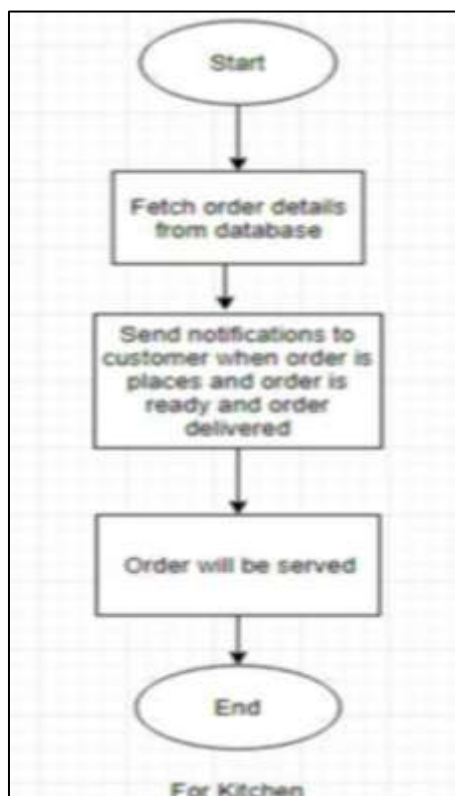 Start
Fetch order details
from database
Send notifications to
customer when order is
places and order is
ready and order
delivered
Order will be served
End
For Kitchen